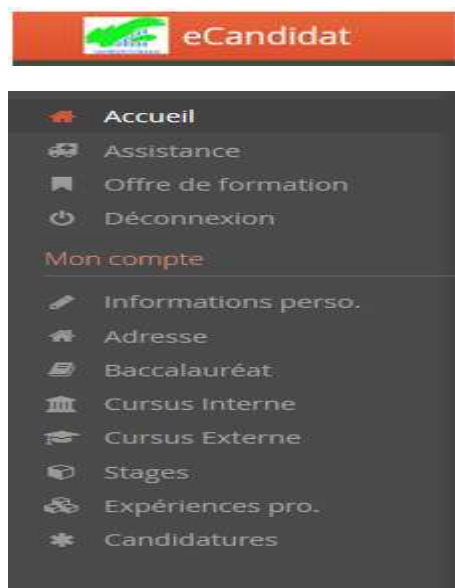 eCandidat
Accueil
Assistance
Offre de formation
Déconnexion
Mon compte
Informations perso.
Adresse
Baccalauréat
Cursus Interne
Cursus Externe
Stages
Expériences pro.
Candidatures